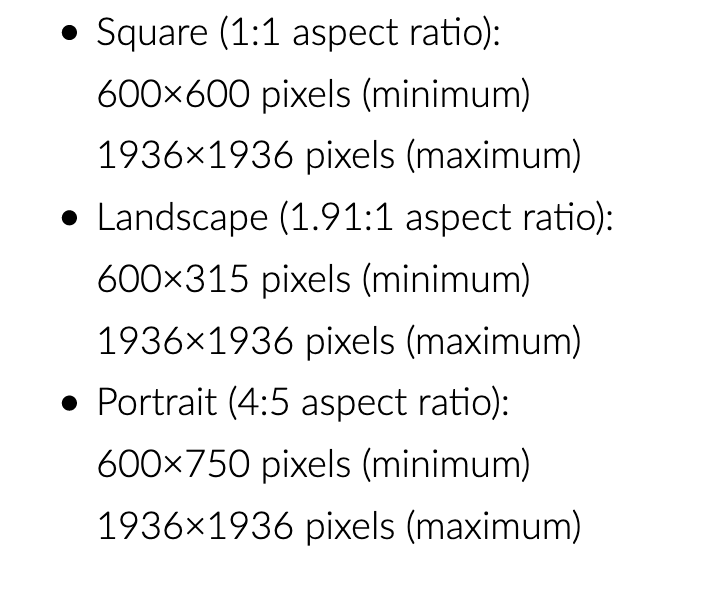 • Square (1:1 aspect ratio):
600×600 pixels (minimum)
1936×1936 pixels (maximum)
• Landscape (1.91:1 aspect ratio):
600×315 pixels (minimum)
1936×1936 pixels (maximum)
• Portrait (4:5 aspect ratio):
600×750 pixels (minimum)
1936×1936 pixels (maximum)